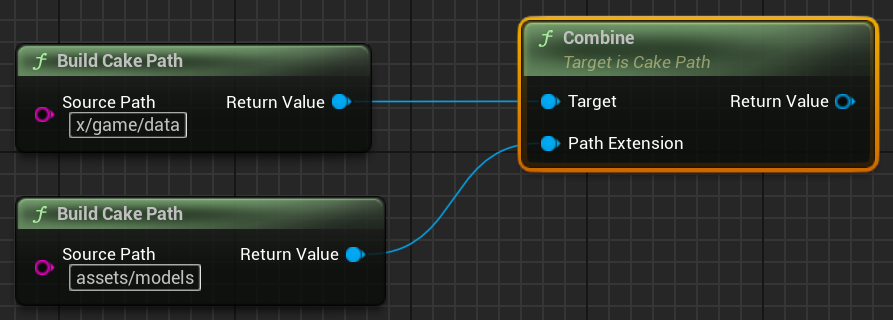 f Build Cake Path
Source Path
x/game/data
Return Value
f Build Cake Path
Source Path
assets/models
Return Value
f Combine
Target is Cake Path
Target
Return Value
Path Extension